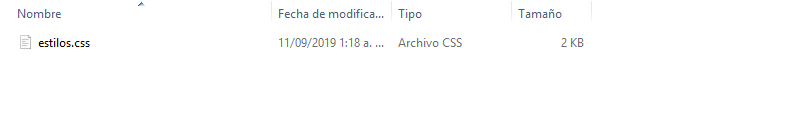 Nombre Fecha de modifica... Tipo Tamaño
estilos.css 11/09/2019 1:18 a. ... Archivo CSS 2 KB